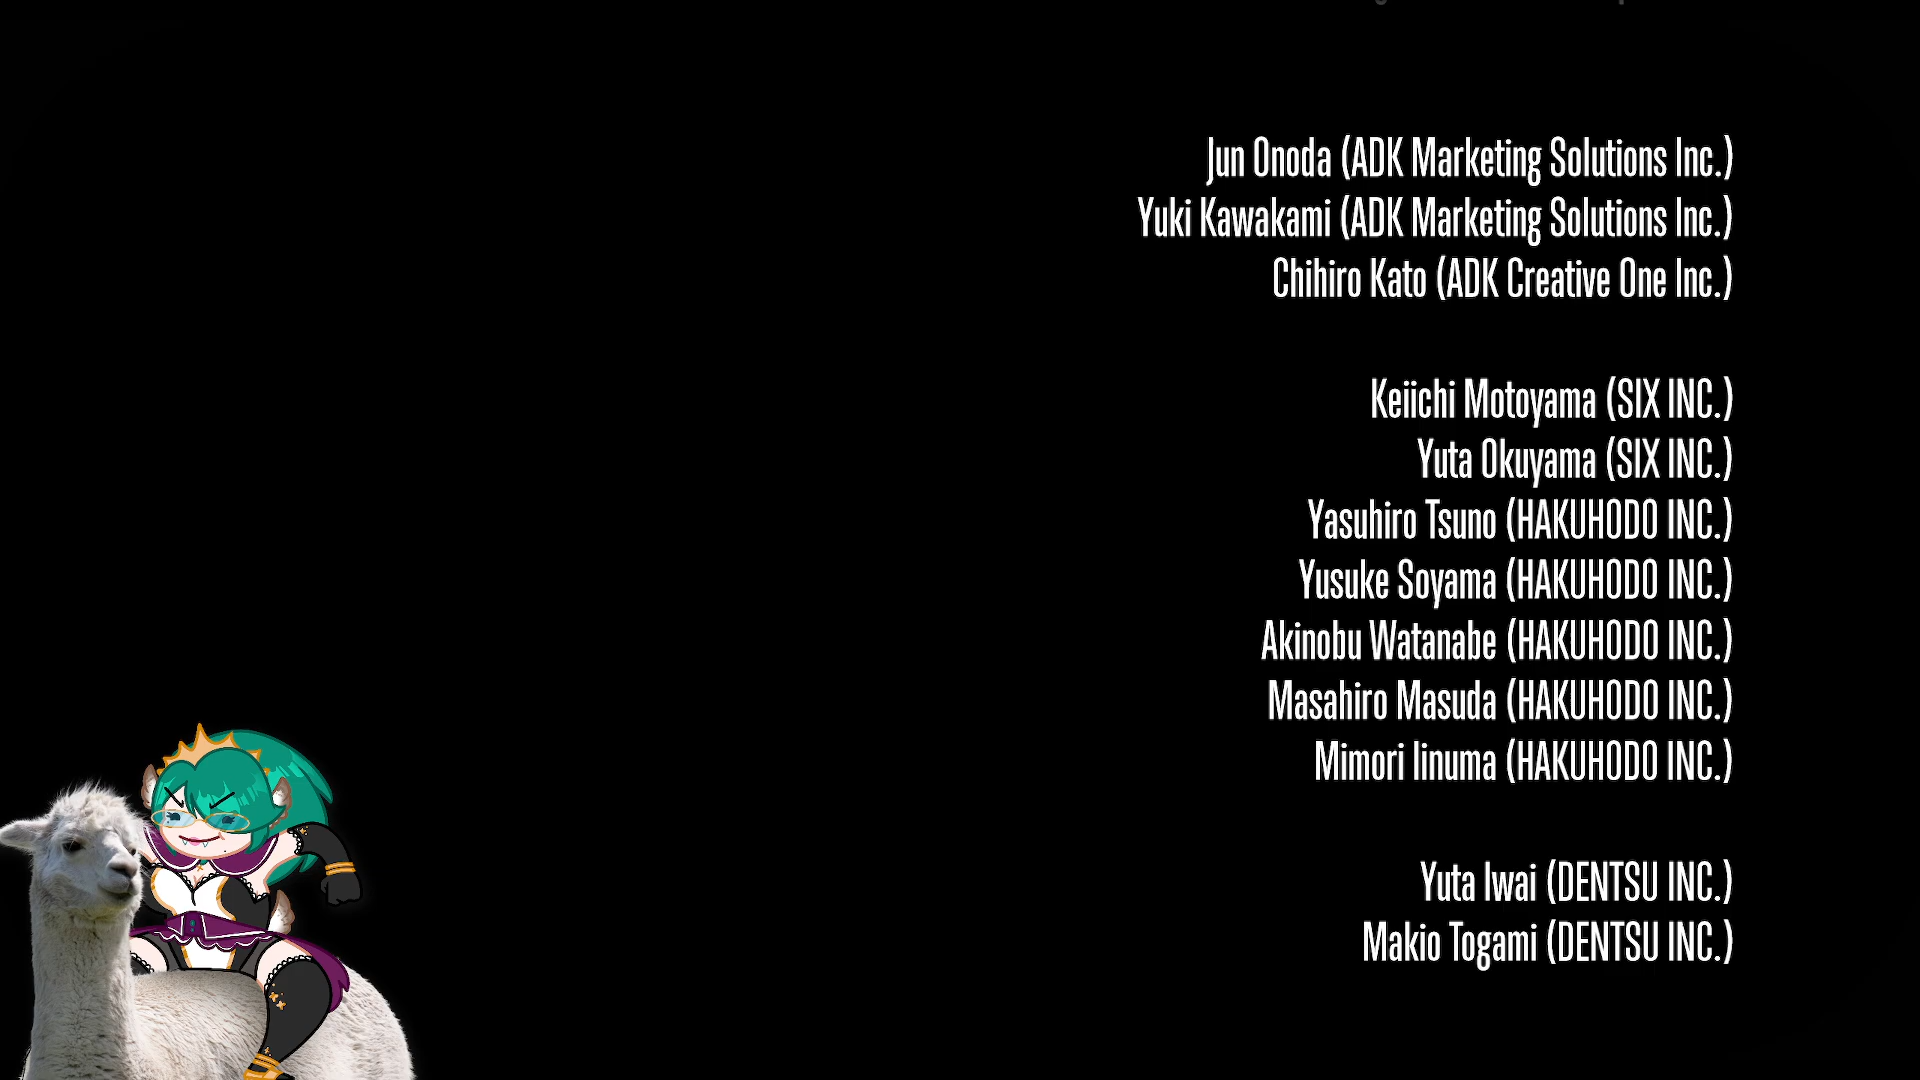 Jun Onoda (ADK Marketing Solutions Inc.)
Yuki Kawakami (ADK Marketing Solutions Inc.)
Chihiro Kato (ADK Creative One Inc.)
Keiichi Motoyama (SIX INC.)
Yuta Okuyama (SIX INC.)
Yasuhiro Tsuno (HAKUHODO INC.)
Yusuke Soyama (HAKUHODO INC.)
Akinobu Watanabe (HAKUHODO INC.)
Masahiro Masuda (HAKUHODO INC.)
Mimori Iinuma (HAKUHODO INC.)
Yuta Iwai (DENTSU INC.)
Makio Togami (DENTSU INC.)